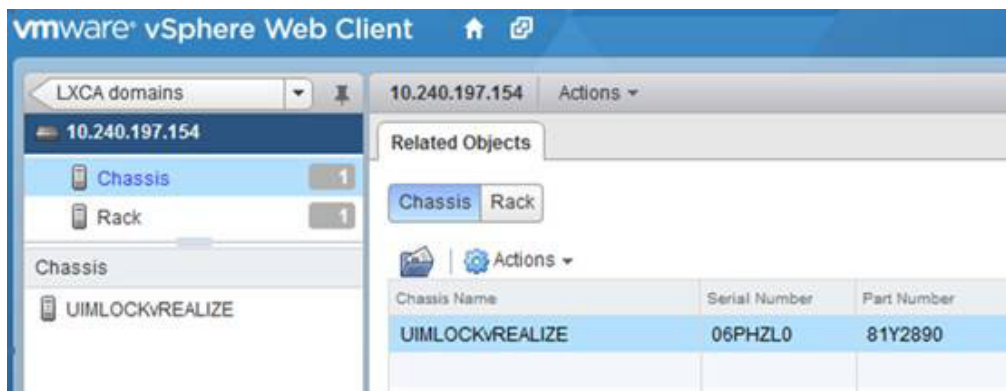 vmware® vSphere Web Client
LXCA domains
10.240.197.154 Actions
10.240.197.154
Related Objects
Chassis 1
Rack 1
Chassis Rack
Actions
Chassis
UIMLOCKvREALIZE
Chassis Name Serial Number Part Number
UIMLOCKvREALIZE 06PHZL0 81Y2890